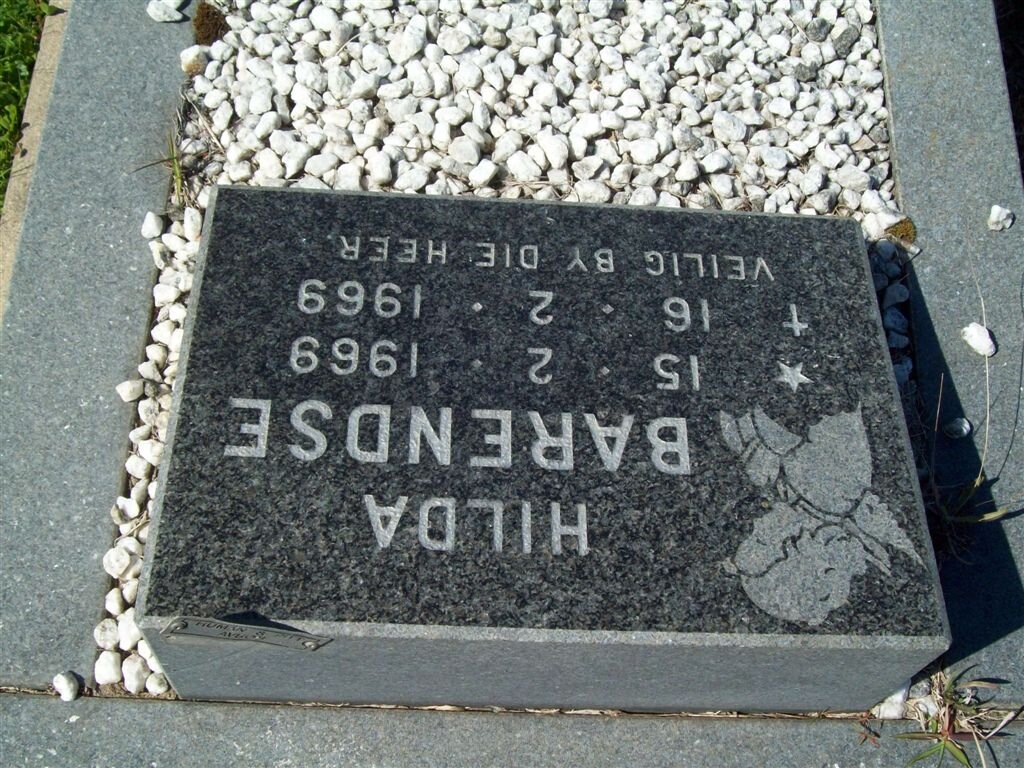 HILDA
BARENDSE
15 · 2 · 1969
† 16 · 2 · 1969
VEILIG BY DIE HEER